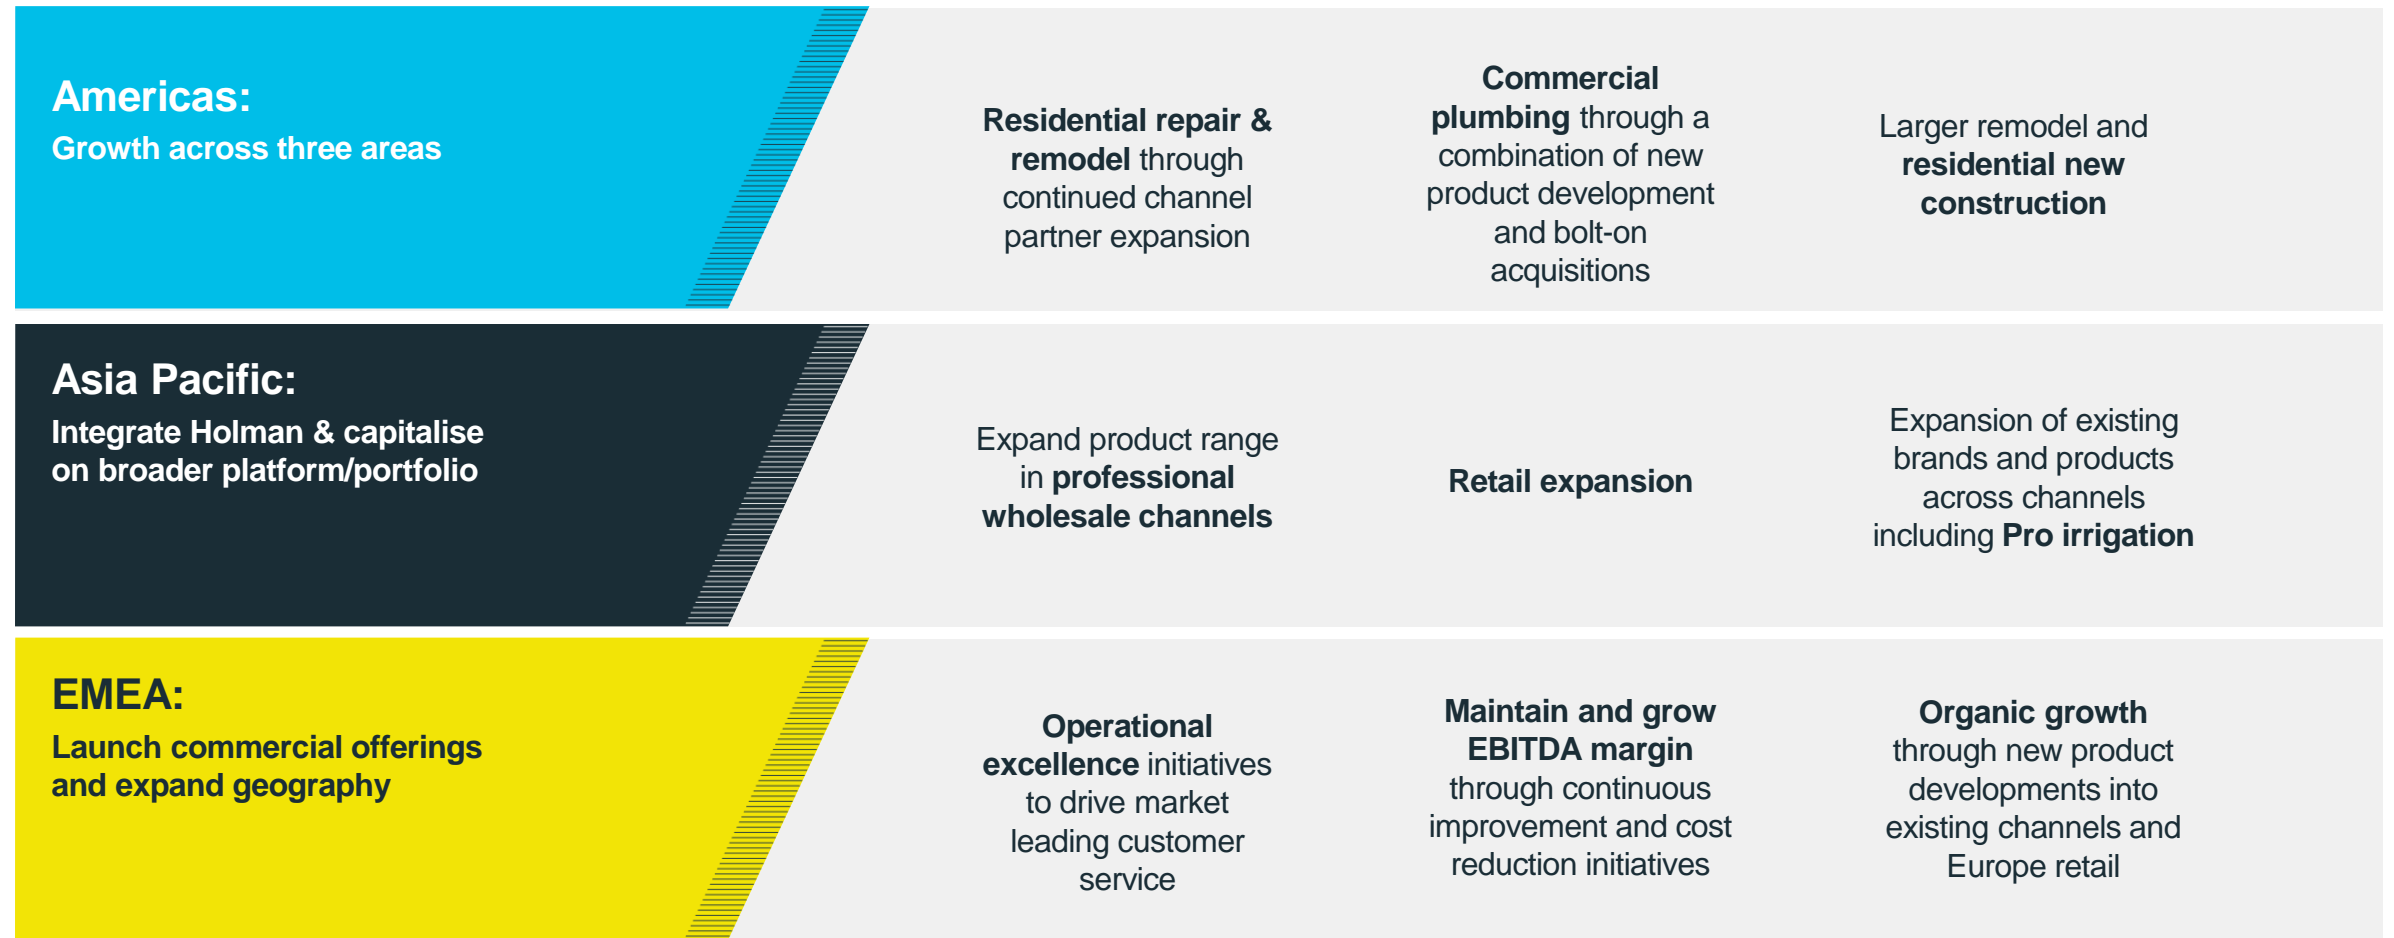 Americas:
Growth across three areas
Residential repair &
remodel through
continued channel
partner expansion
Commercial
plumbing through a
combination of new
product development
and bolt-on
acquisitions
Larger remodel and
residential new
construction
Asia Pacific:
Integrate Holman & capitalise
on broader platform/portfolio
Expand product range
in professional
wholesale channels
Retail expansion
Expansion of existing
brands and products
across channels
including Pro irrigation
EMEA:
Launch commercial offerings
and expand geography
Operational
excellence initiatives
to drive market
leading customer
service
Maintain and grow
EBITDA margin
through continuous
improvement and cost
reduction initiatives
Organic growth
through new product
developments into
existing channels and
Europe retail